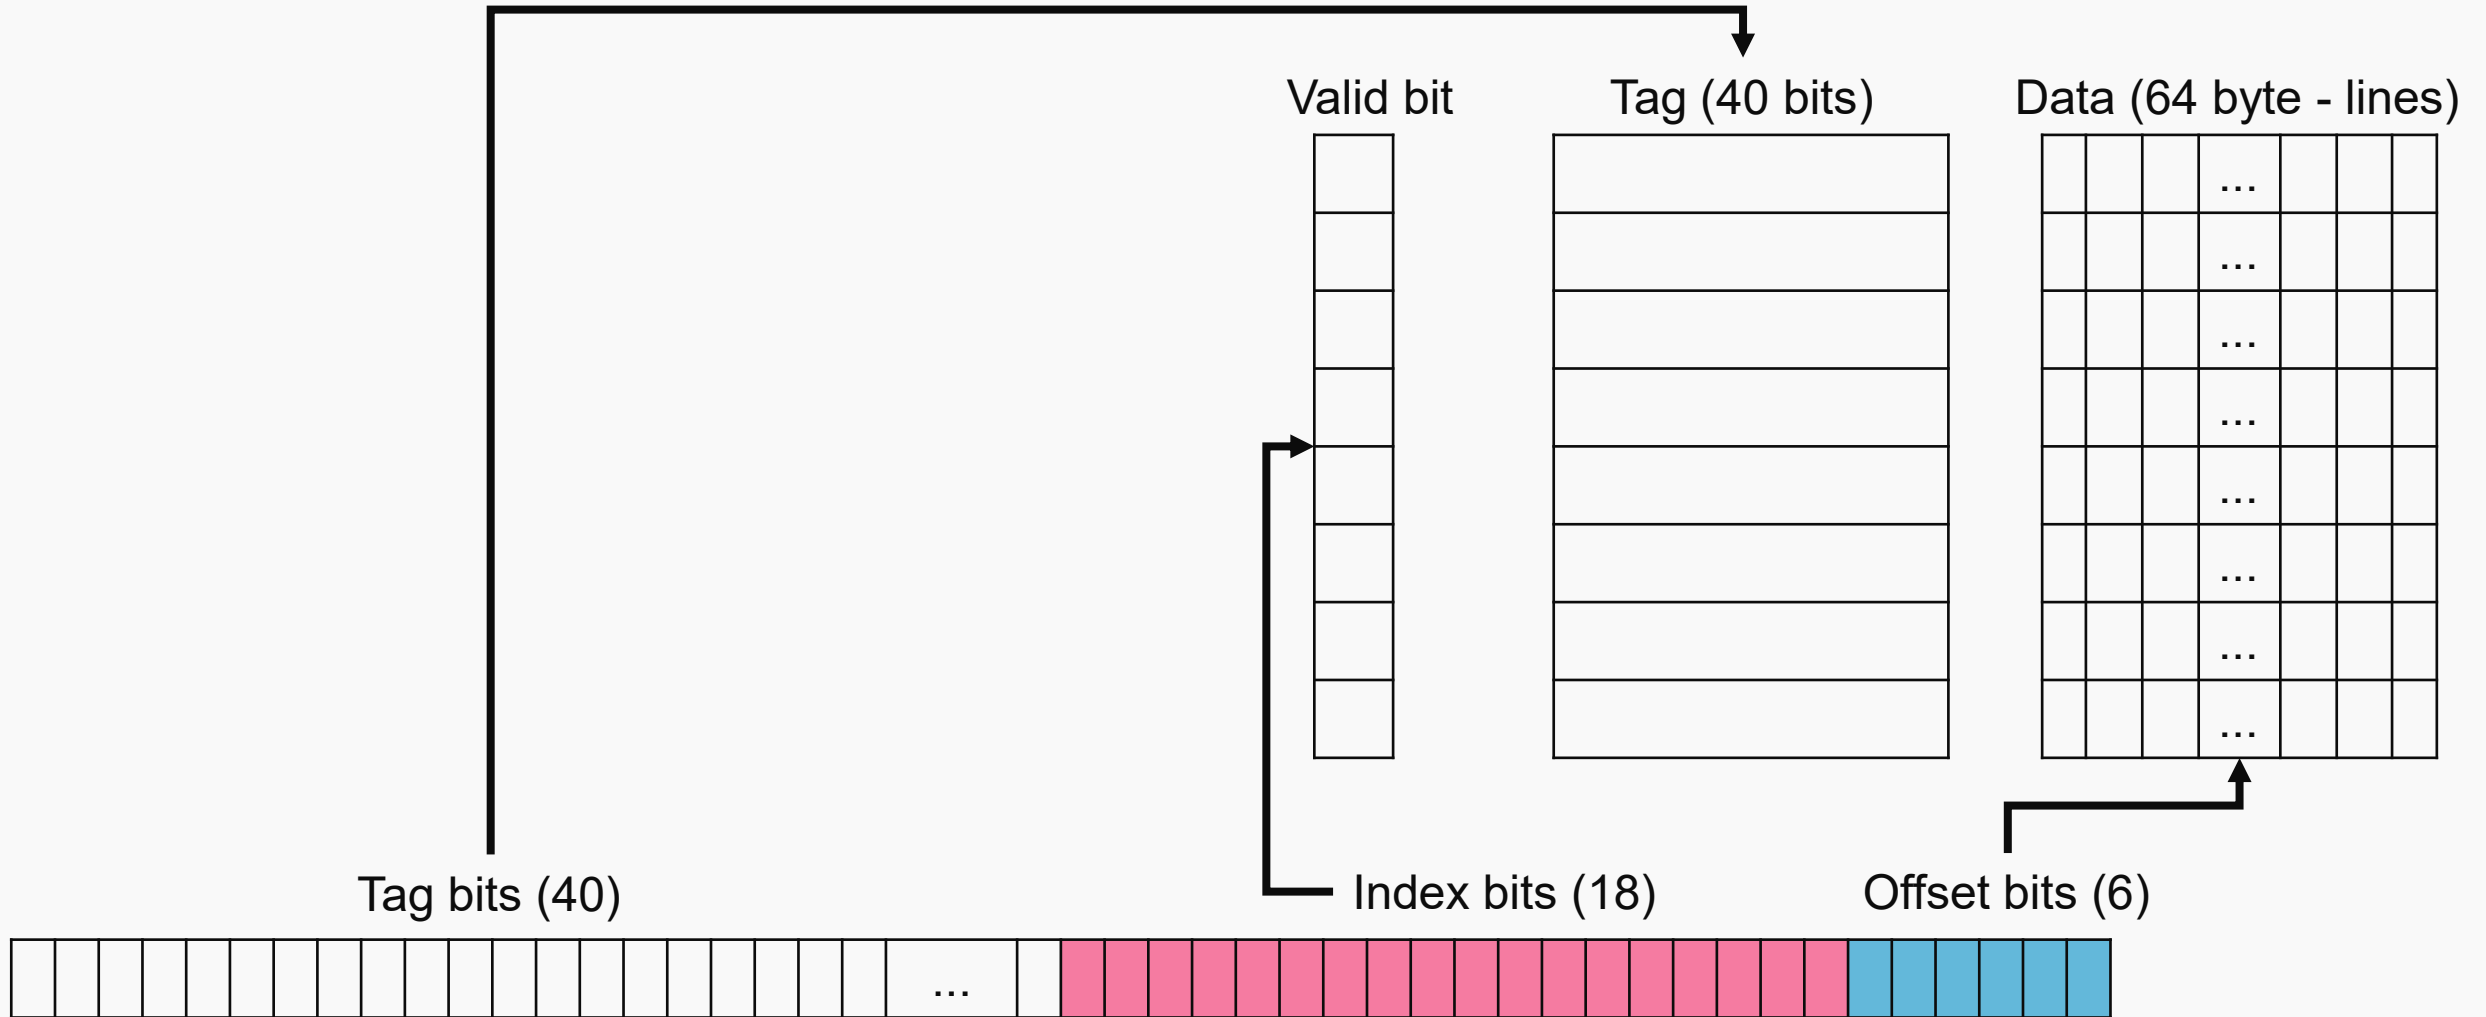 Valid bit
Tag (40 bits)
Data (64 byte - lines)
...
...
...
...
...
...
...
...
Tag bits (40)
Index bits (18)
Offset bits (6)
...